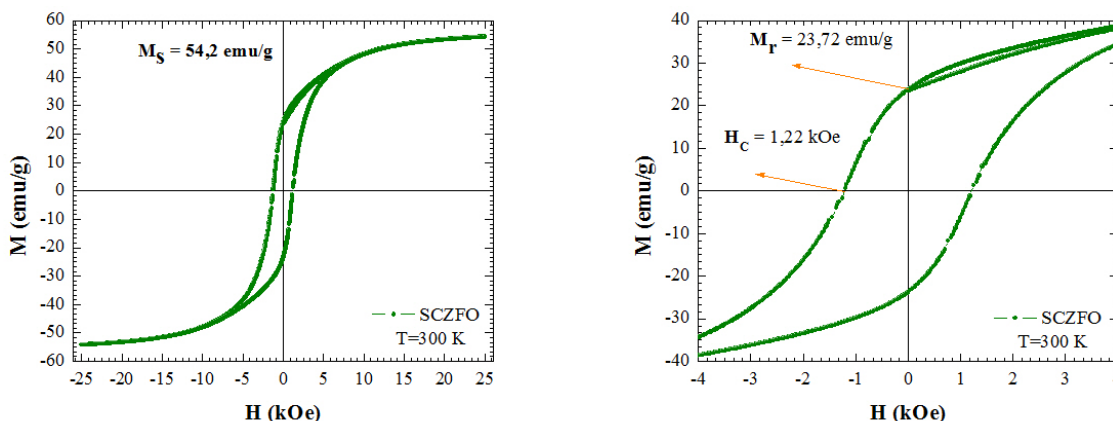 60
50
40
30
20
10
0
-10
-20
-30
-40
-50
-60
M (emu/g)
M_S = 54,2 emu/g
SCZFO
T=300 K
-25 -20 -15 -10 -5 0 5 10 15 20 25
H (kOe)
40
30
20
10
0
-10
-20
-30
-40
M (emu/g)
M_r = 23,72 emu/g
H_C = 1,22 kOe
SCZFO
T=300 K
-4 -3 -2 -1 0 1 2 3 4
H (kOe)